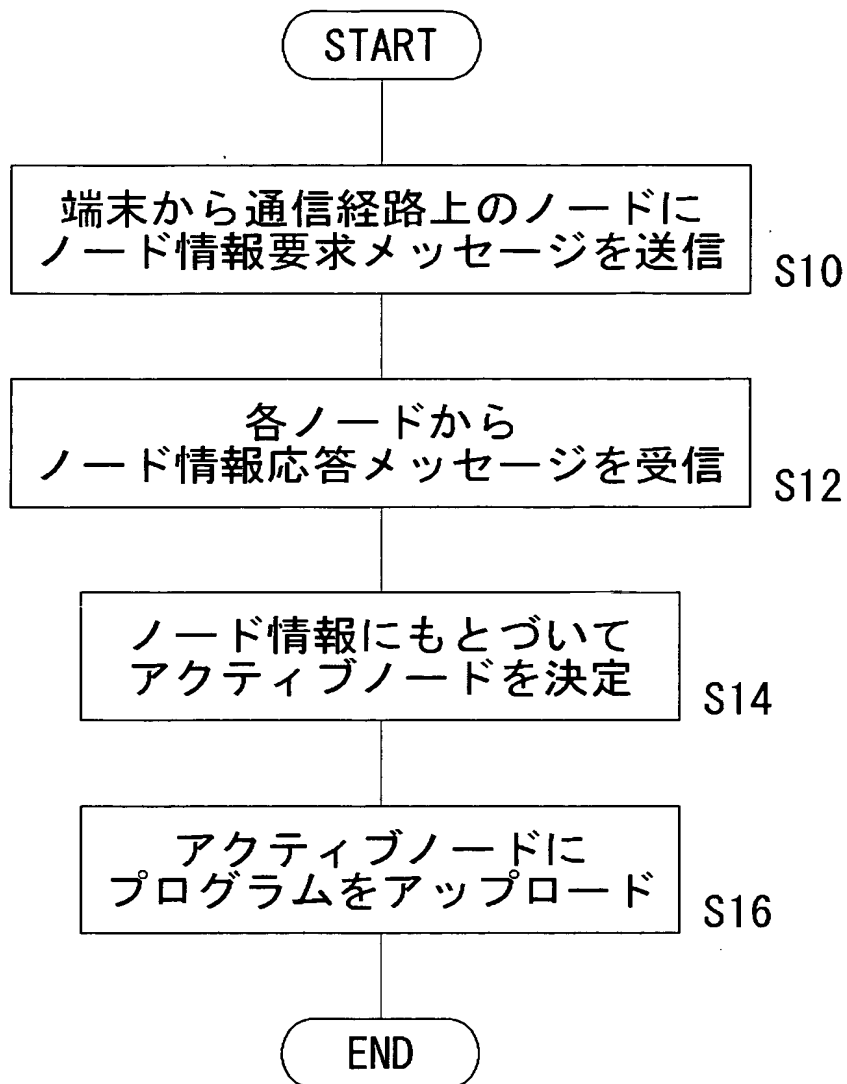 START
端末から通信経路上のノードに
ノード情報要求メッセージを送信
S10
各ノードから
ノード情報応答メッセージを受信
S12
ノード情報にもとづいて
アクティブノードを決定
S14
アクティブノードに
プログラムをアップロード
S16
END